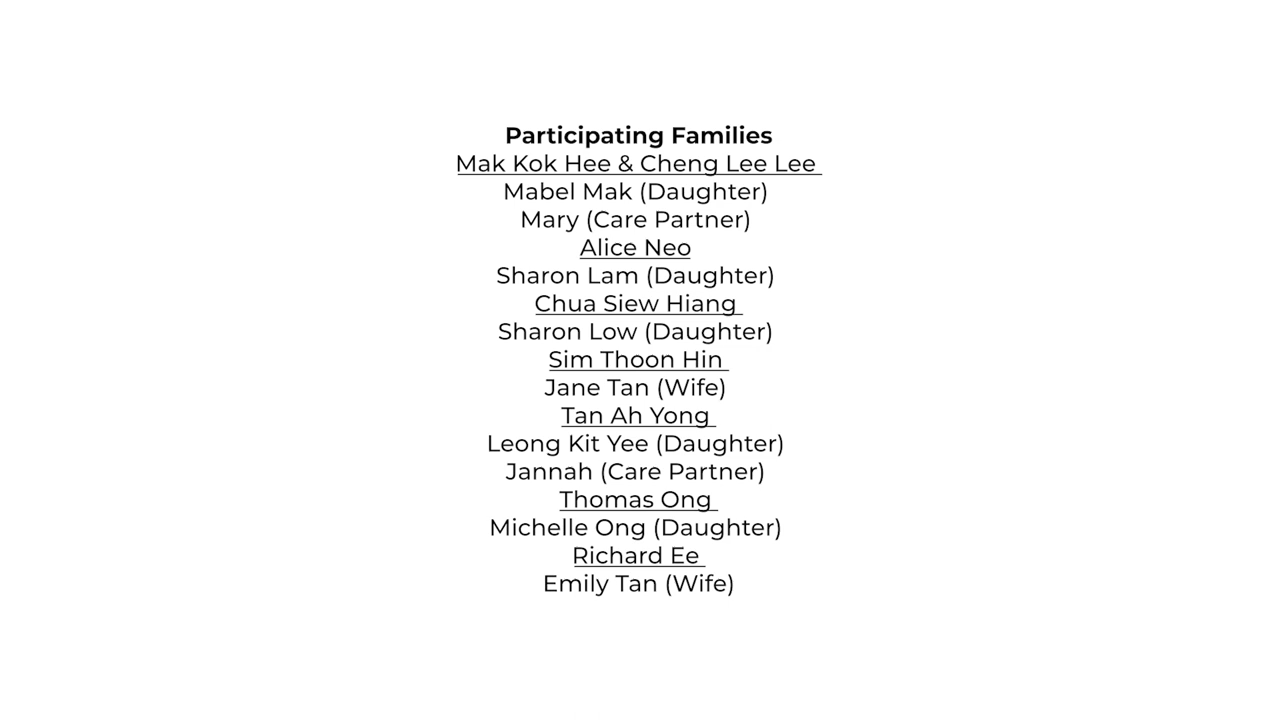 Participating Families
Mak Kok Hee & Cheng Lee Lee
Mabel Mak (Daughter)
Mary (Care Partner)
Alice Neo
Sharon Lam (Daughter)
Chua Siew Hiang
Sharon Low (Daughter)
Sim Thoon Hin
Jane Tan (Wife)
Tan Ah Yong
Leong Kit Yee (Daughter)
Jannah (Care Partner)
Thomas Ong
Michelle Ong (Daughter)
Richard Ee
Emily Tan (Wife)